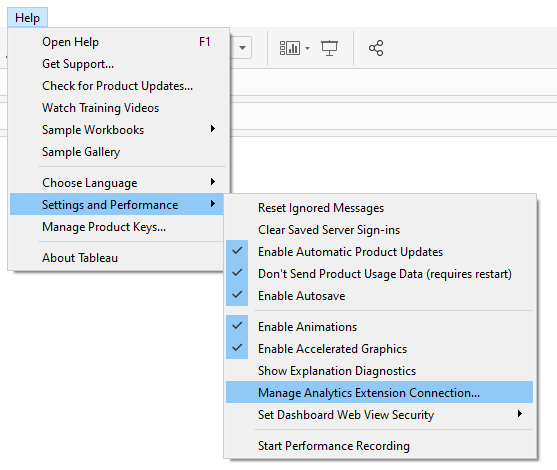 Help
Open Help F1
Get Support...
Check for Product Updates...
Watch Training Videos
Sample Workbooks
Sample Gallery
Choose Language
Settings and Performance
Manage Product Keys...
About Tableau
Reset Ignored Messages
Clear Saved Server Sign-ins
Enable Automatic Product Updates
Don't Send Product Usage Data (requires restart)
Enable Autosave
Enable Animations
Enable Accelerated Graphics
Show Explanation Diagnostics
Manage Analytics Extension Connection...
Set Dashboard Web View Security
Start Performance Recording